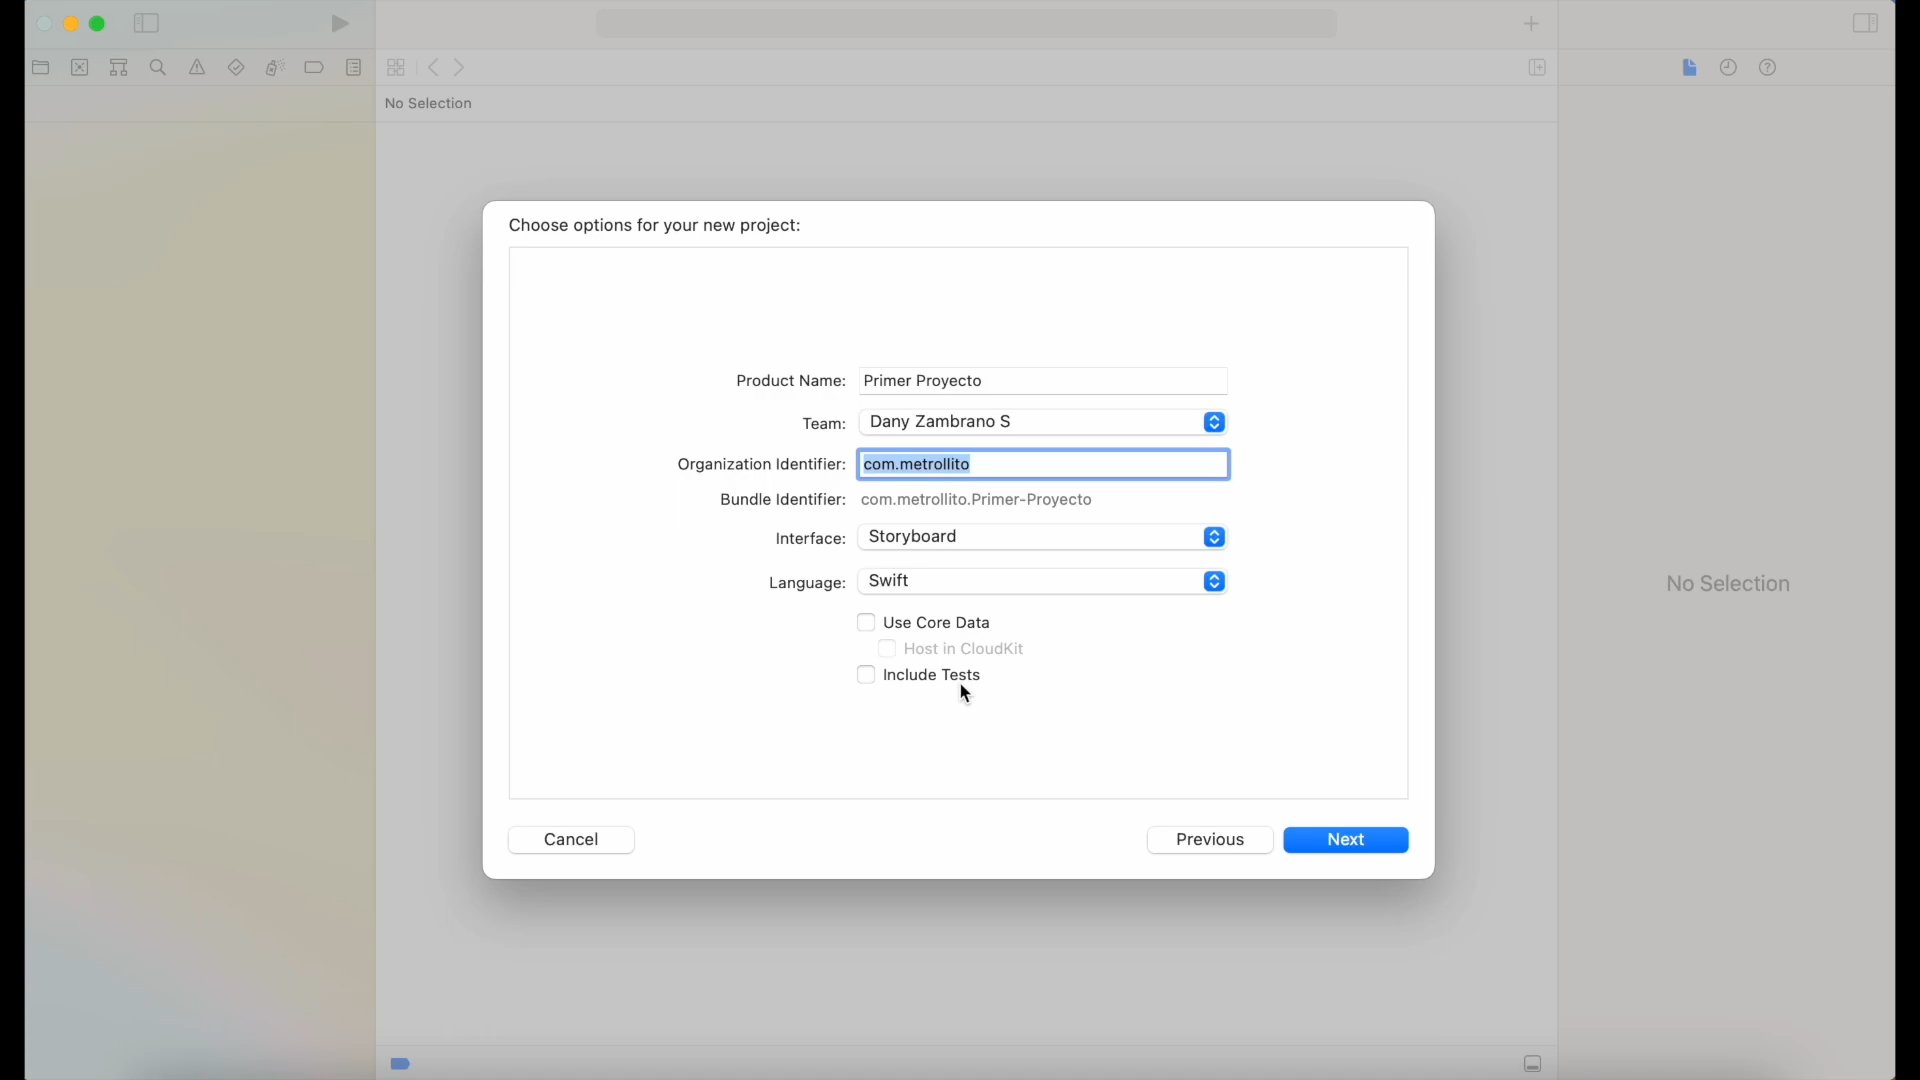 No Selection
Choose options for your new project:
Product Name: Primer Proyecto
Team: Dany Zambrano S
Organization Identifier: com.metrollito
Bundle Identifier: com.metrollito.Primer-Proyecto
Interface: Storyboard
Language: Swift
Use Core Data
Host in CloudKit
Include Tests
No Selection
Cancel
Previous
Next